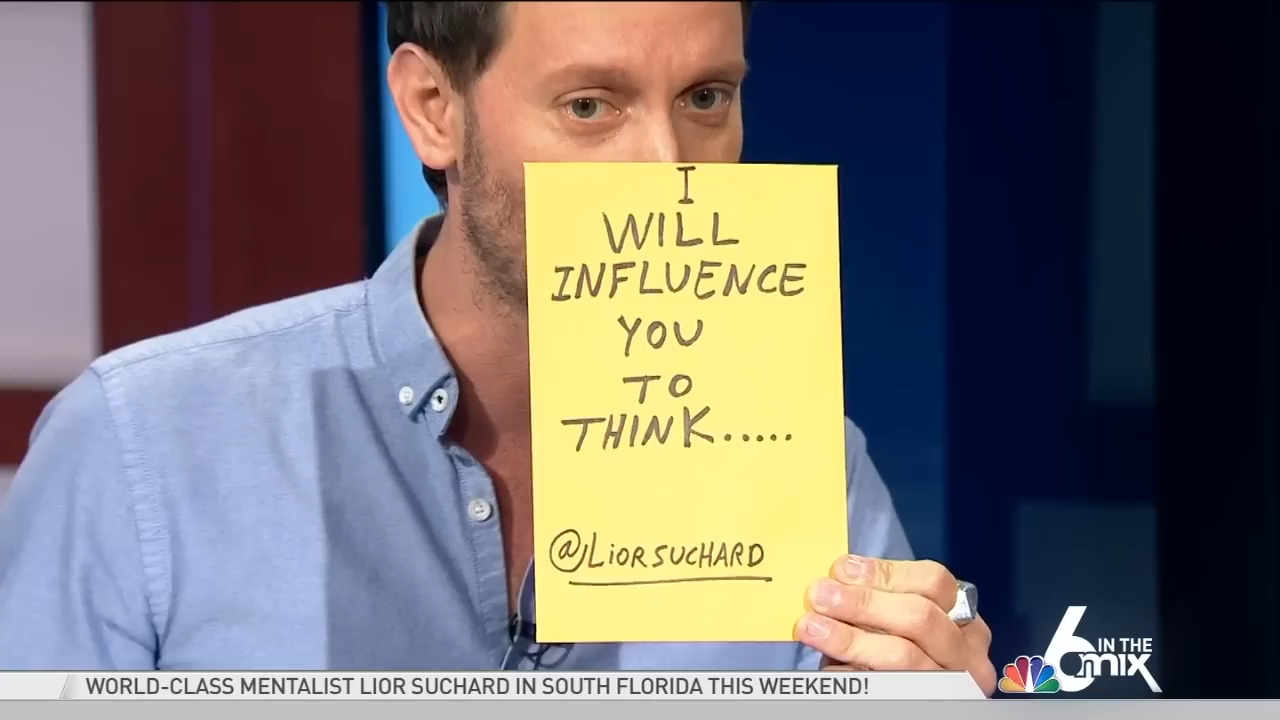 I
WILL
INFLUENCE
YOU
TO
THINK.....
@LiorSUCHARD
WORLD-CLASS MENTALIST LIOR SUCHARD IN SOUTH FLORIDA THIS WEEKEND!
6 IN THE
mix